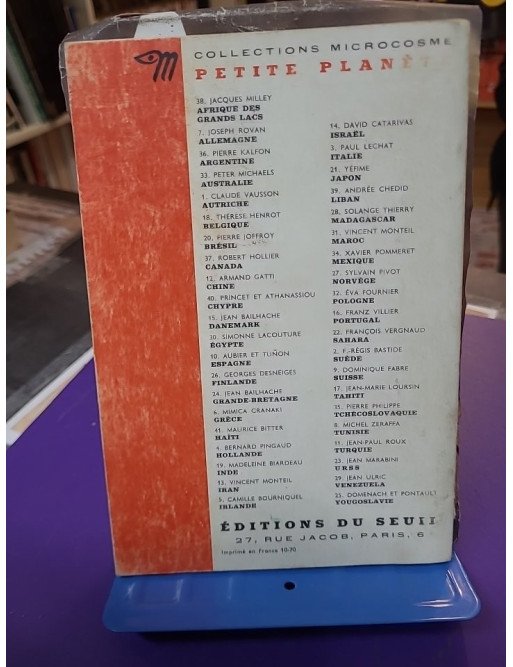 COLLECTIONS MICROCOSME
PETITE PLANÈT
38. JACQUES MILLEY
AFRIQUE DES
GRANDS LACS
7. JOSEPH ROVAN
ALLEMAGNE
36. PIERRE KALFON
ARGENTINE
33. PETER MICHAELS
AUSTRALIE
1. CLAUDE VAUSSON
AUTRICHE
18. THÉRÈSE HENROT
BELGIQUE
20. PIERRE JOFFROY
BRÉSIL
37. ROBERT HOLLIER
CANADA
12. ARMAND GATTI
CHINE
40. PRINCET ET ATHANASSIOU
CHYPRE
15. JEAN BAILHACHE
DANEMARK
30. SIMONNE LACOUTURE
ÉGYPTE
10. AUBIER ET TUÑON
ESPAGNE
26. GEORGES DESNEIGES
FINLANDE
24. JEAN BAILHACHE
GRANDE-BRETAGNE
6. MIMICA CRANAKI
GRÈCE
41. MAURICE BITTER
HAÏTI
4. BERNARD PINGAUD
HOLLANDE
19. MADELEINE BIARDEAU
INDE
13. VINCENT MONTEIL
IRAN
5. CAMILLE BOURNIQUEL
IRLANDE
14. DAVID CATARIVAS
ISRAËL
3. PAUL LECHAT
ITALIE
21. YEFIME
JAPON
39. ANDRÉE CHEDID
LIBAN
28. SOLANGE THIERRY
MADAGASCAR
31. VINCENT MONTEIL
MAROC
34. XAVIER POMMERET
MEXIQUE
27. SYLVAIN PIVOT
NORVÈGE
32. ÉVA FOURNIER
POLOGNE
16. FRANZ VILLIER
PORTUGAL
22. FRANÇOIS VERGNAUD
SAHARA
2. F.-RÉGIS BASTIDE
SUÈDE
9. DOMINIQUE FABRE
SUISSE
17. JEAN-MARIE LOURSIN
TAHITI
35. PIERRE PHILIPPE
TCHÉCOSLOVAQUIE
8. MICHEL ZERAFFA
TUNISIE
11. JEAN-PAUL ROUX
TURQUIE
23. JEAN MARABINI
URSS
29. JEAN ULRIC
VENEZUELA
25. DOMENACH ET PONTAULT
YOUGOSLAVIE
ÉDITIONS DU SEUIL
27, RUE JACOB, PARIS, 6
Imprimé en France 10-70